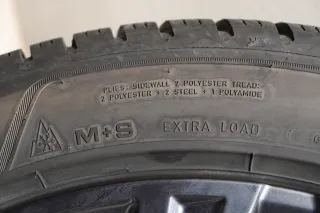 PLIES: SIDEWALL 2 POLYESTER TREAD:
2 POLYESTER + 2 STEEL + 1 POLYAMIDE
M+S EXTRA LOAD